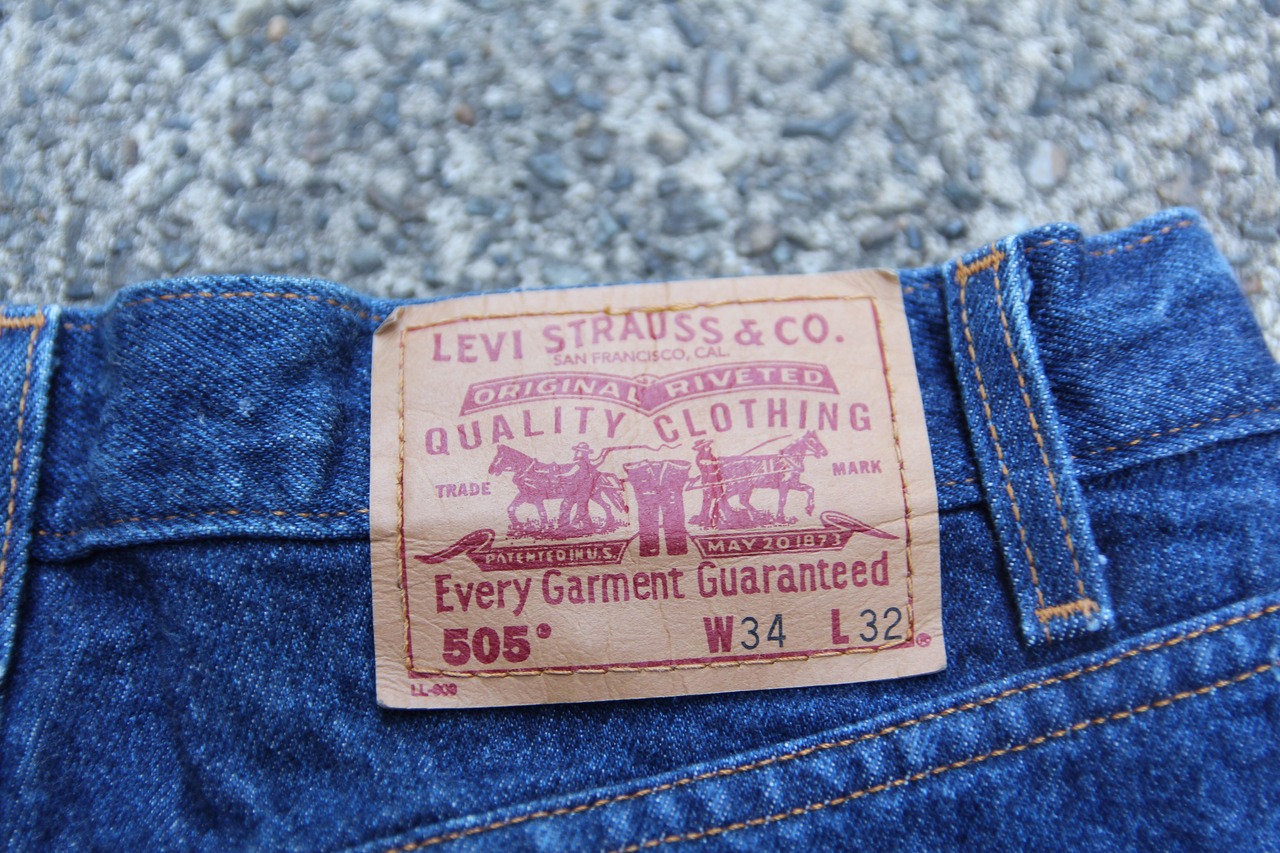 LEVI STRAUSS & CO.
SAN FRANCISCO, CAL.
ORIGINAL RIVETED
QUALITY CLOTHING
TRADE MARK
PATENTED IN U.S. MAY 20 1873
Every Garment Guaranteed
505® W34 L32 ®